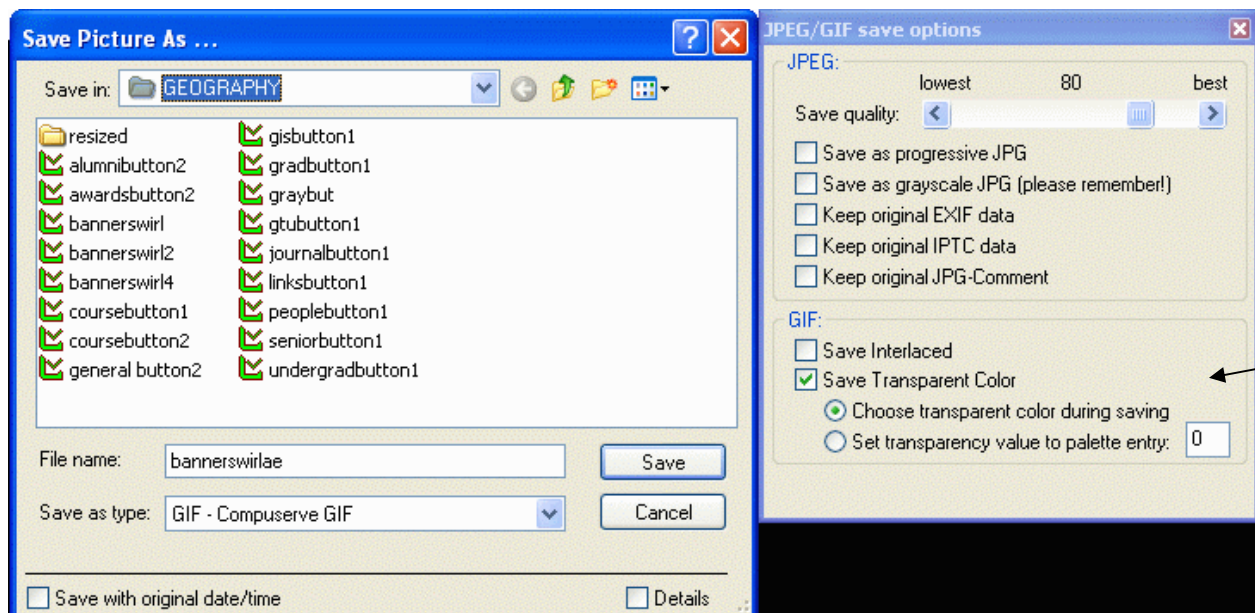 Save Picture As ...
Save in: GEOGRAPHY
resized
alumnibutton2
awardsbutton2
bannerswirl
bannerswirl2
bannerswirl4
coursebutton1
coursebutton2
general button2
gisbutton1
gradbutton1
graybut
gtubutton1
journalbutton1
linksbutton1
peoplebutton1
seniorbutton1
undergradbutton1
File name: bannerswirlae
Save
Save as type: GIF - Compuserve GIF
Cancel
Save with original date/time
Details
JPEG/GIF save options
JPEG:
lowest 80 best
Save quality:
Save as progressive JPG
Save as grayscale JPG (please remember!)
Keep original EXIF data
Keep original IPTC data
Keep original JPG-Comment
GIF:
Save Interlaced
Save Transparent Color
Choose transparent color during saving
Set transparency value to palette entry: 0